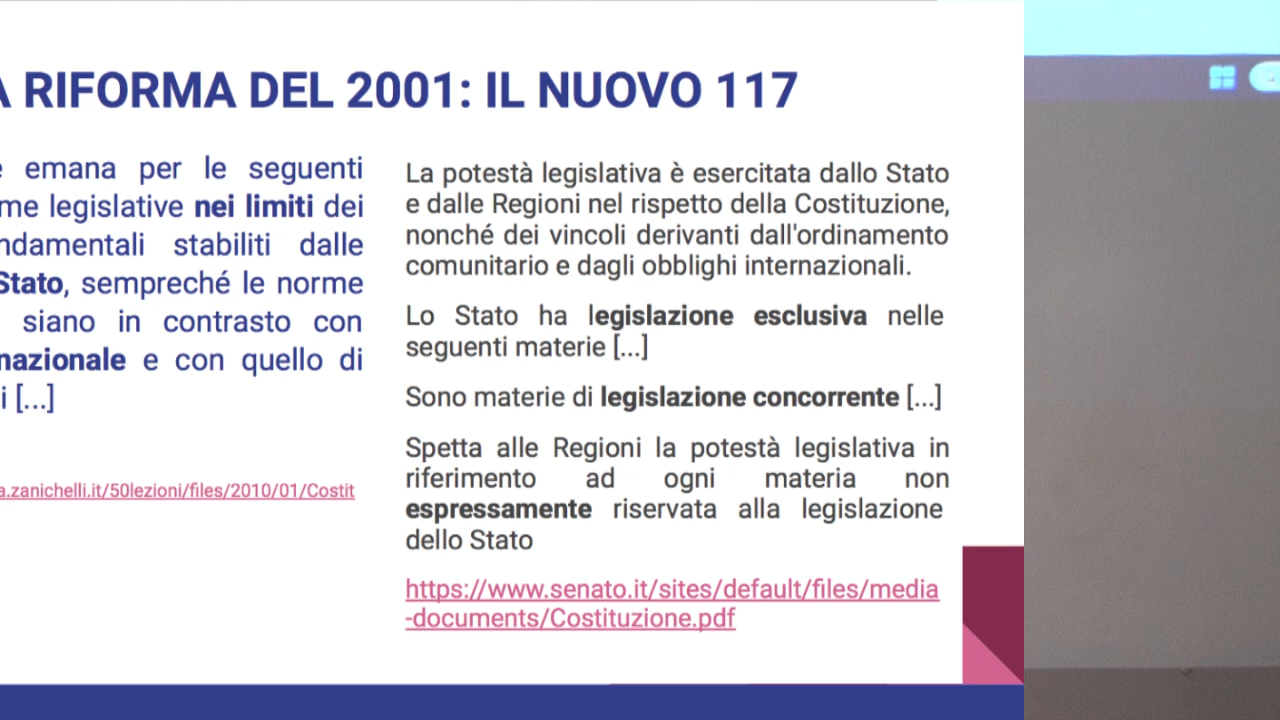 RIFORMA DEL 2001: IL NUOVO 117
emana per le seguenti
legislative nei limiti dei
stabiliti dalle
Stato, sempreché le norme
siano in contrasto con
e con quello di
[...]
a.zanichelli.it/50lezioni/files/2010/01/Costit
La potestà legislativa è esercitata dallo Stato
e dalle Regioni nel rispetto della Costituzione,
nonché dei vincoli derivanti dall'ordinamento
comunitario e dagli obblighi internazionali.
Lo Stato ha legislazione esclusiva nelle
seguenti materie [...]
Sono materie di legislazione concorrente [...]
Spetta alle Regioni la potestà legislativa in
riferimento ad ogni materia non
espressamente riservata alla legislazione
dello Stato
https://www.senato.it/sites/default/files/media
-documents/Costituzione.pdf